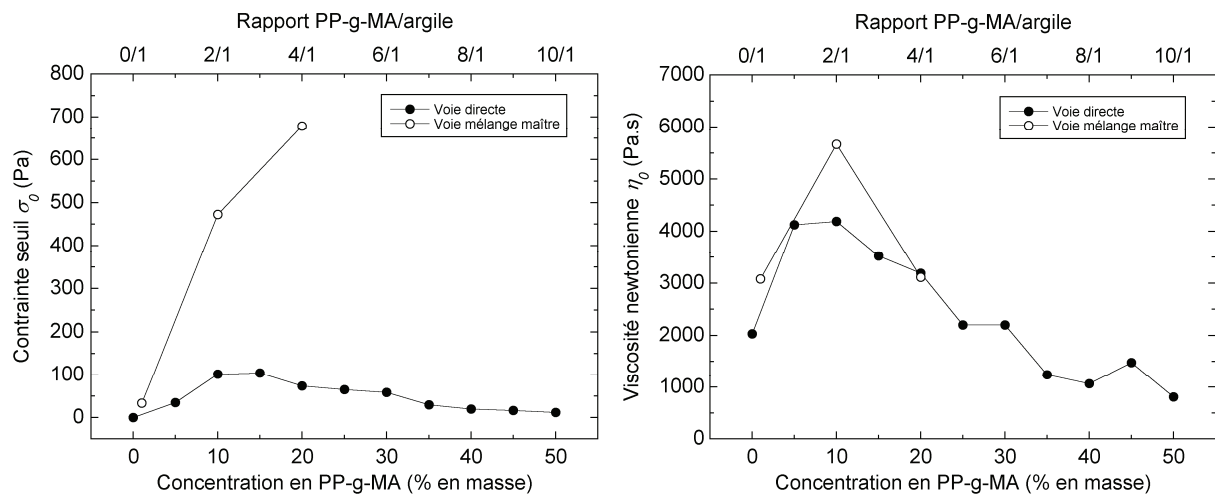 Rapport PP-g-MA/argile
0/1 2/1 4/1 6/1 8/1 10/1
800
700
600
500
400
300
200
100
0
Contrainte seuil σ0 (Pa)
Voie directe
Voie mélange maître
0 10 20 30 40 50
Concentration en PP-g-MA (% en masse)
Rapport PP-g-MA/argile
0/1 2/1 4/1 6/1 8/1 10/1
7000
6000
5000
4000
3000
2000
1000
0
Viscosité newtonienne η0 (Pa.s)
Voie directe
Voie mélange maître
0 10 20 30 40 50
Concentration en PP-g-MA (% en masse)